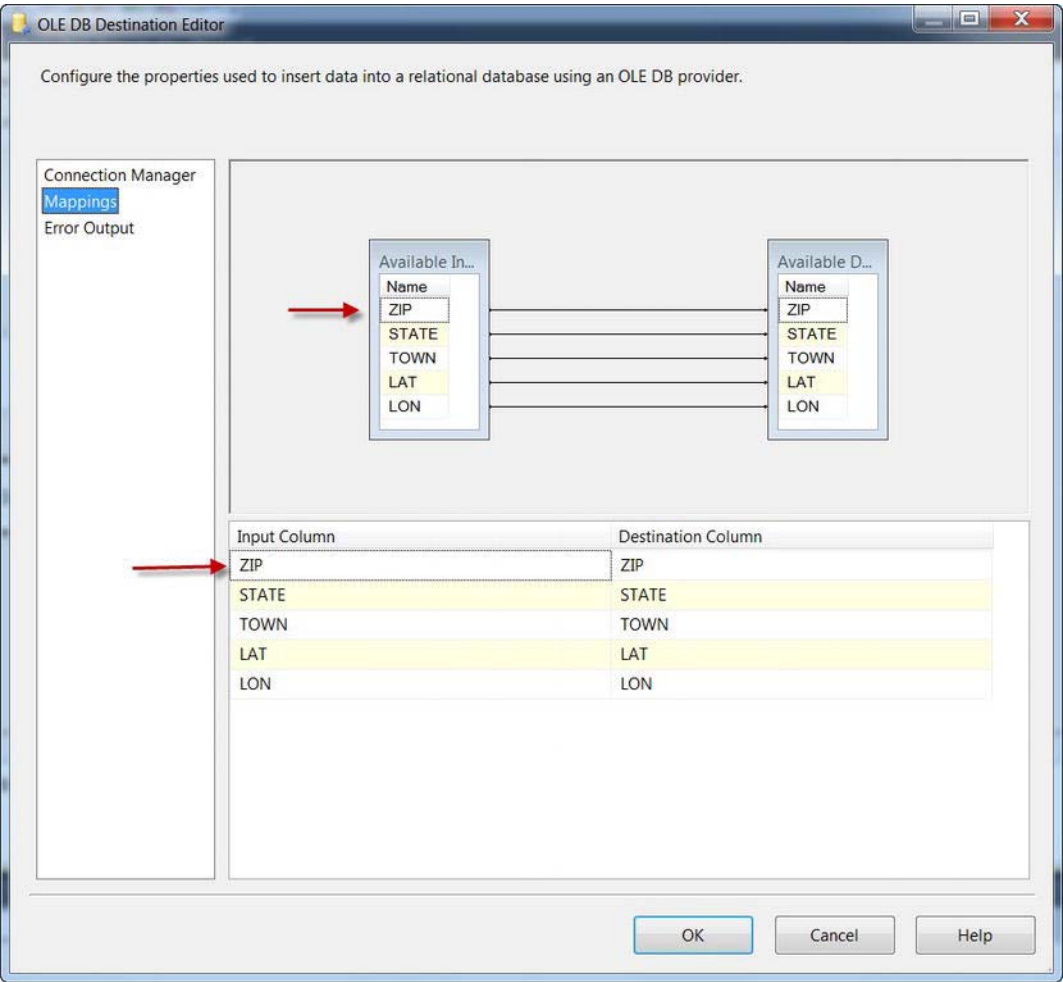 OLE DB Destination Editor
Configure the properties used to insert data into a relational database using an OLE DB provider.
Connection Manager
Mappings
Error Output
Available In...
Name
ZIP
STATE
TOWN
LAT
LON
Available D...
Name
ZIP
STATE
TOWN
LAT
LON
Input Column Destination Column
ZIP ZIP
STATE STATE
TOWN TOWN
LAT LAT
LON LON
OK Cancel Help